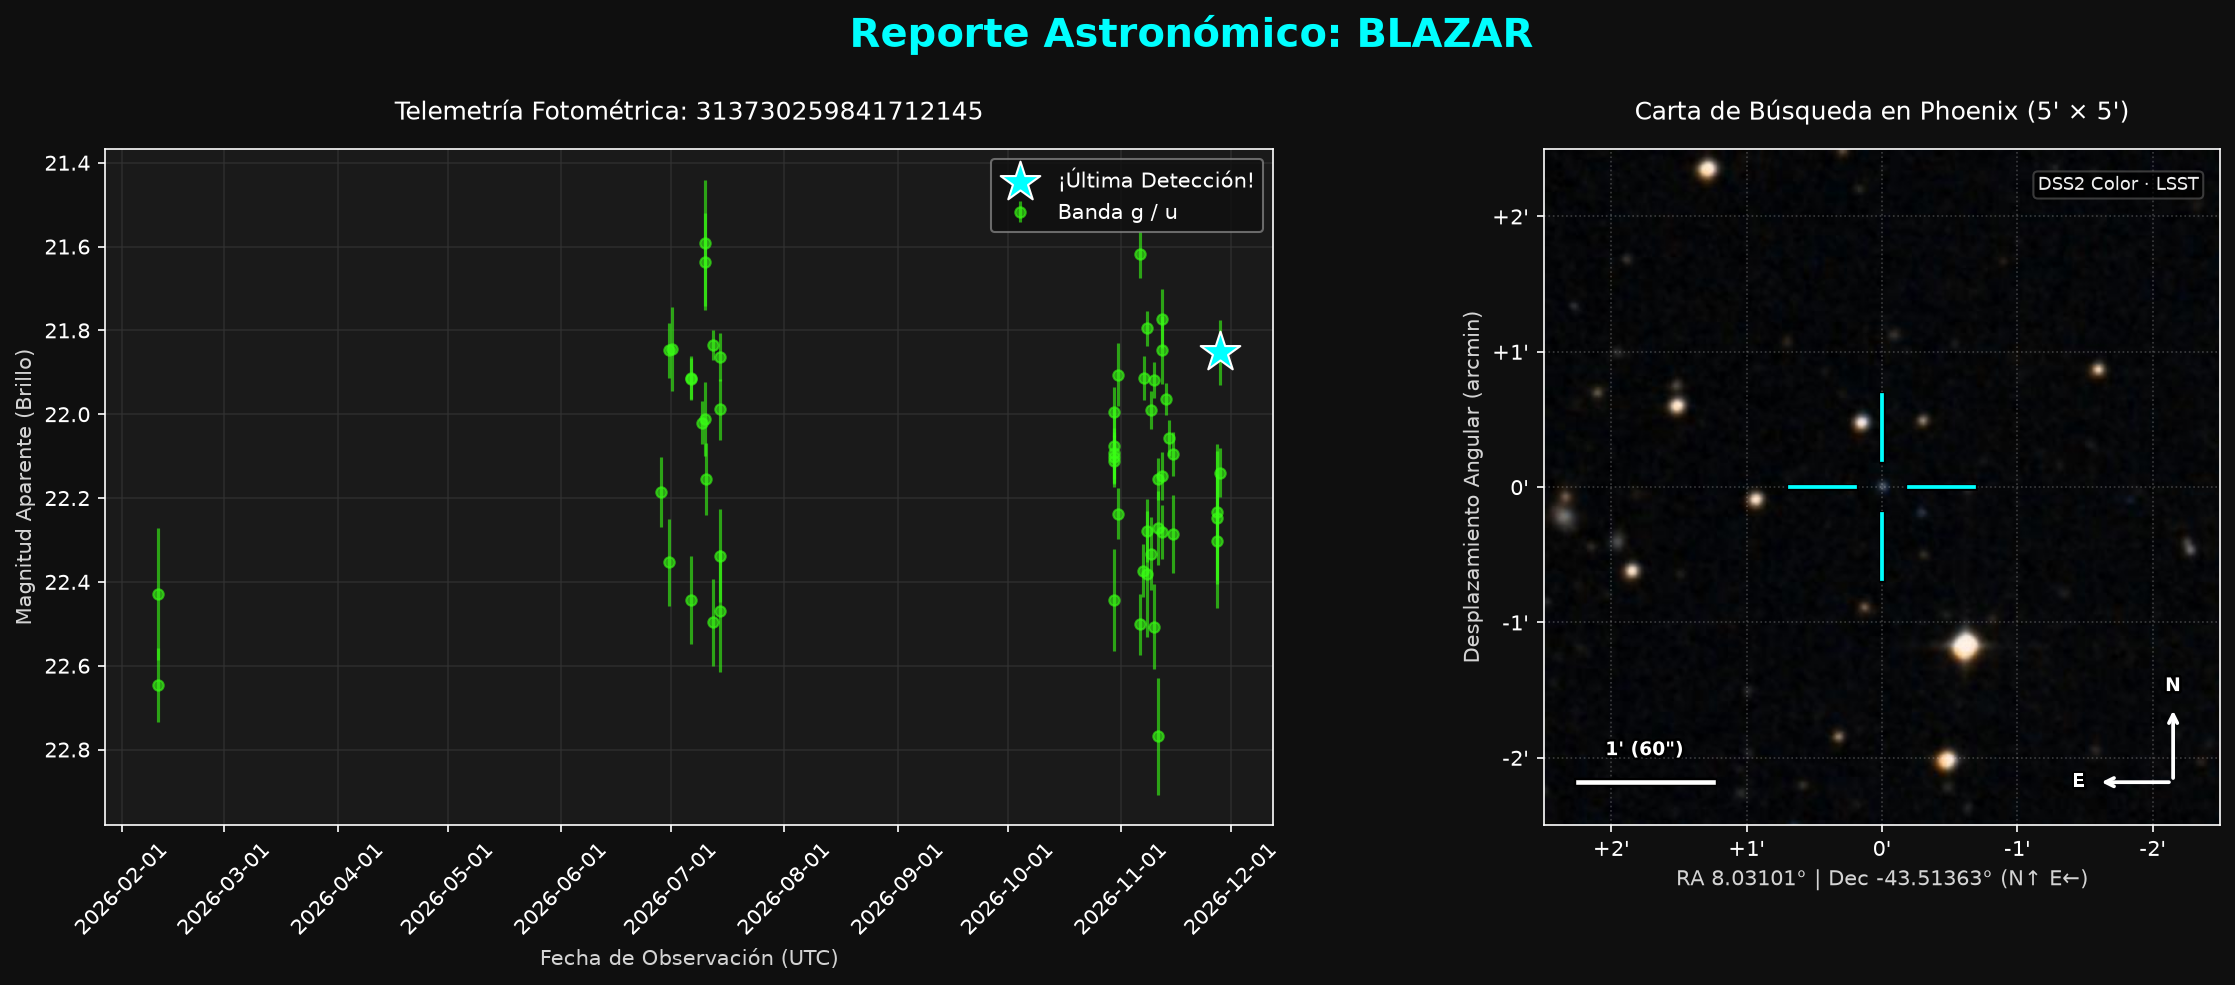 Reporte Astronómico: BLAZAR
Telemetría Fotométrica: 313730259841712145
Magnitud Aparente (Brillo)
21.4
21.6
21.8
22.0
22.2
22.4
22.6
22.8
¡Última Detección!
Banda g / u
2026-02-01
2026-03-01
2026-04-01
2026-05-01
2026-06-01
2026-07-01
2026-08-01
2026-09-01
2026-10-01
2026-11-01
2026-12-01
Fecha de Observación (UTC)
Carta de Búsqueda en Phoenix (5' × 5')
Desplazamiento Angular (arcmin)
+2'
+1'
0'
-1'
-2'
DSS2 Color · LSST
N
E
1' (60")
+2'
+1'
0'
-1'
-2'
RA 8.03101° | Dec -43.51363° (N↑ E←)